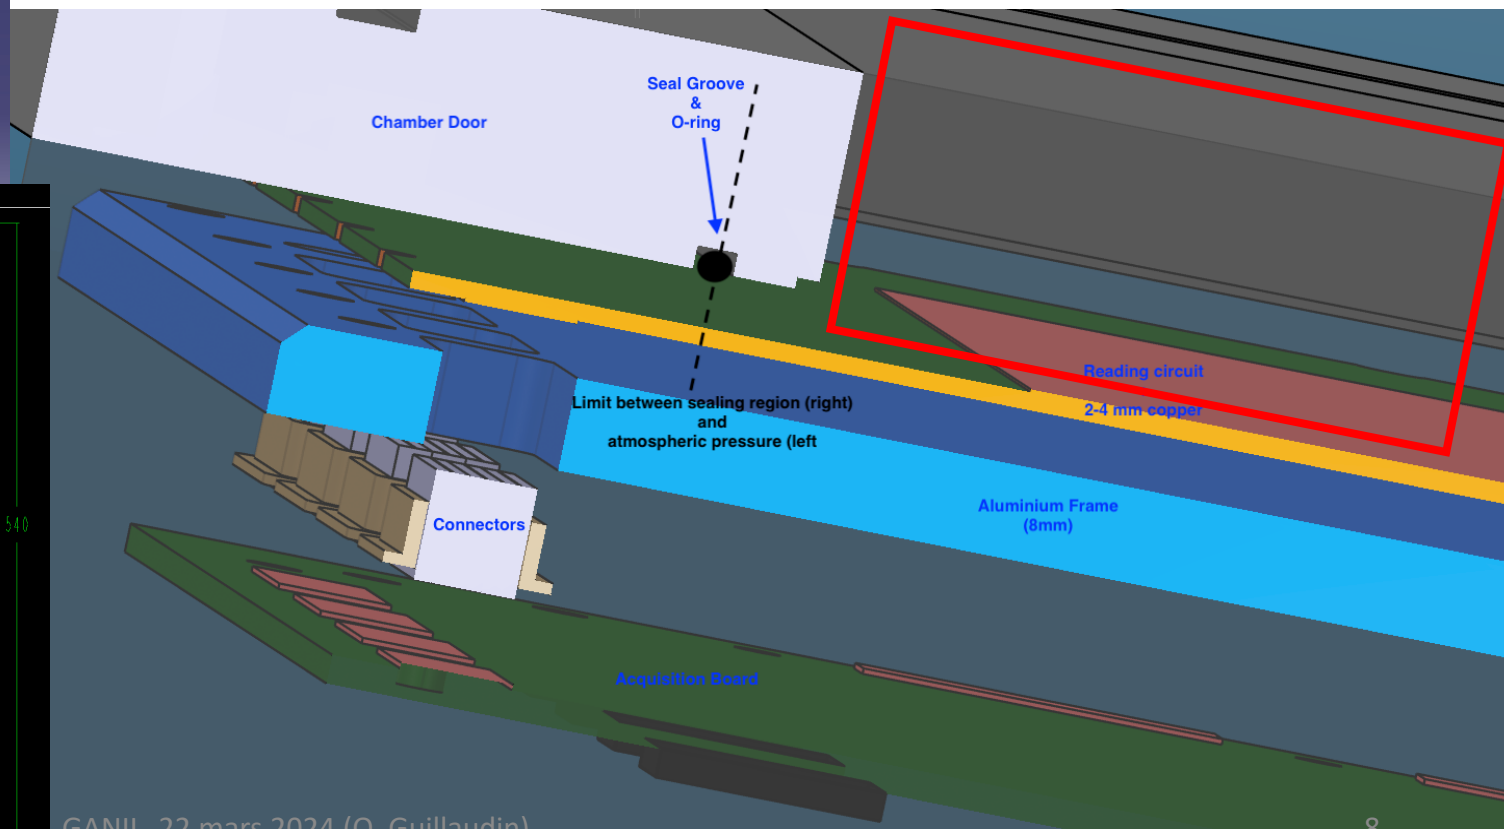 Seal Groove
&
O-ring
Chamber Door
Reading circuit
2-4 mm copper
Limit between sealing region (right)
and
atmospheric pressure (left
Aluminium Frame
(8mm)
540
Connectors
Acquisition Board
GANIL, 22 mars 2024 (O. Guillaudin)
8